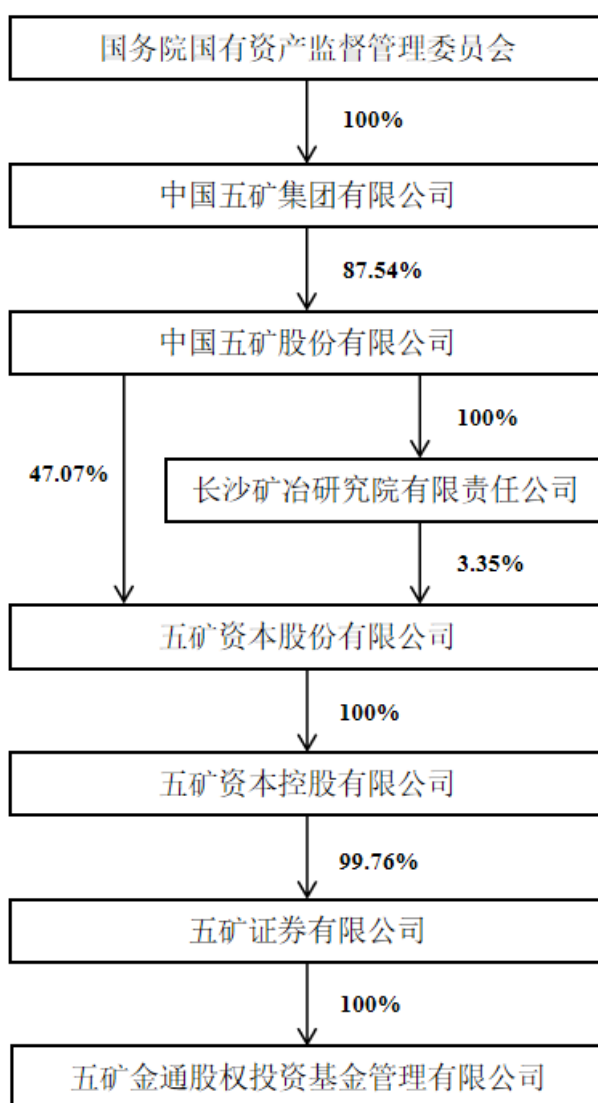 国务院国有资产监督管理委员会
100%
中国五矿集团有限公司
87.54%
中国五矿股份有限公司
100%
47.07%
长沙矿冶研究院有限责任公司
3.35%
五矿资本股份有限公司
100%
五矿资本控股有限公司
99.76%
五矿证券有限公司
100%
五矿金通股权投资基金管理有限公司